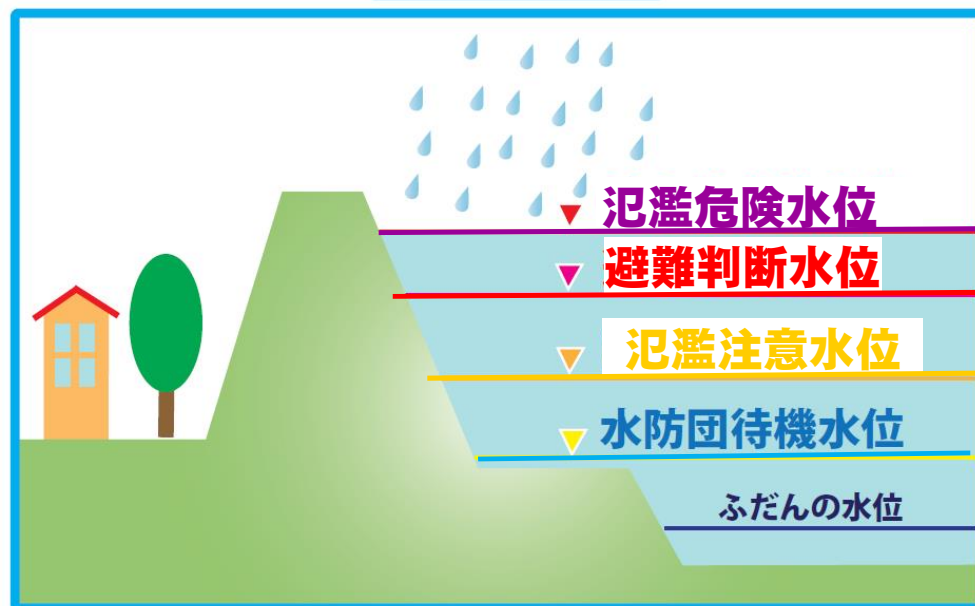 氾濫危険水位
避難判断水位
氾濫注意水位
水防団待機水位
ふだんの水位